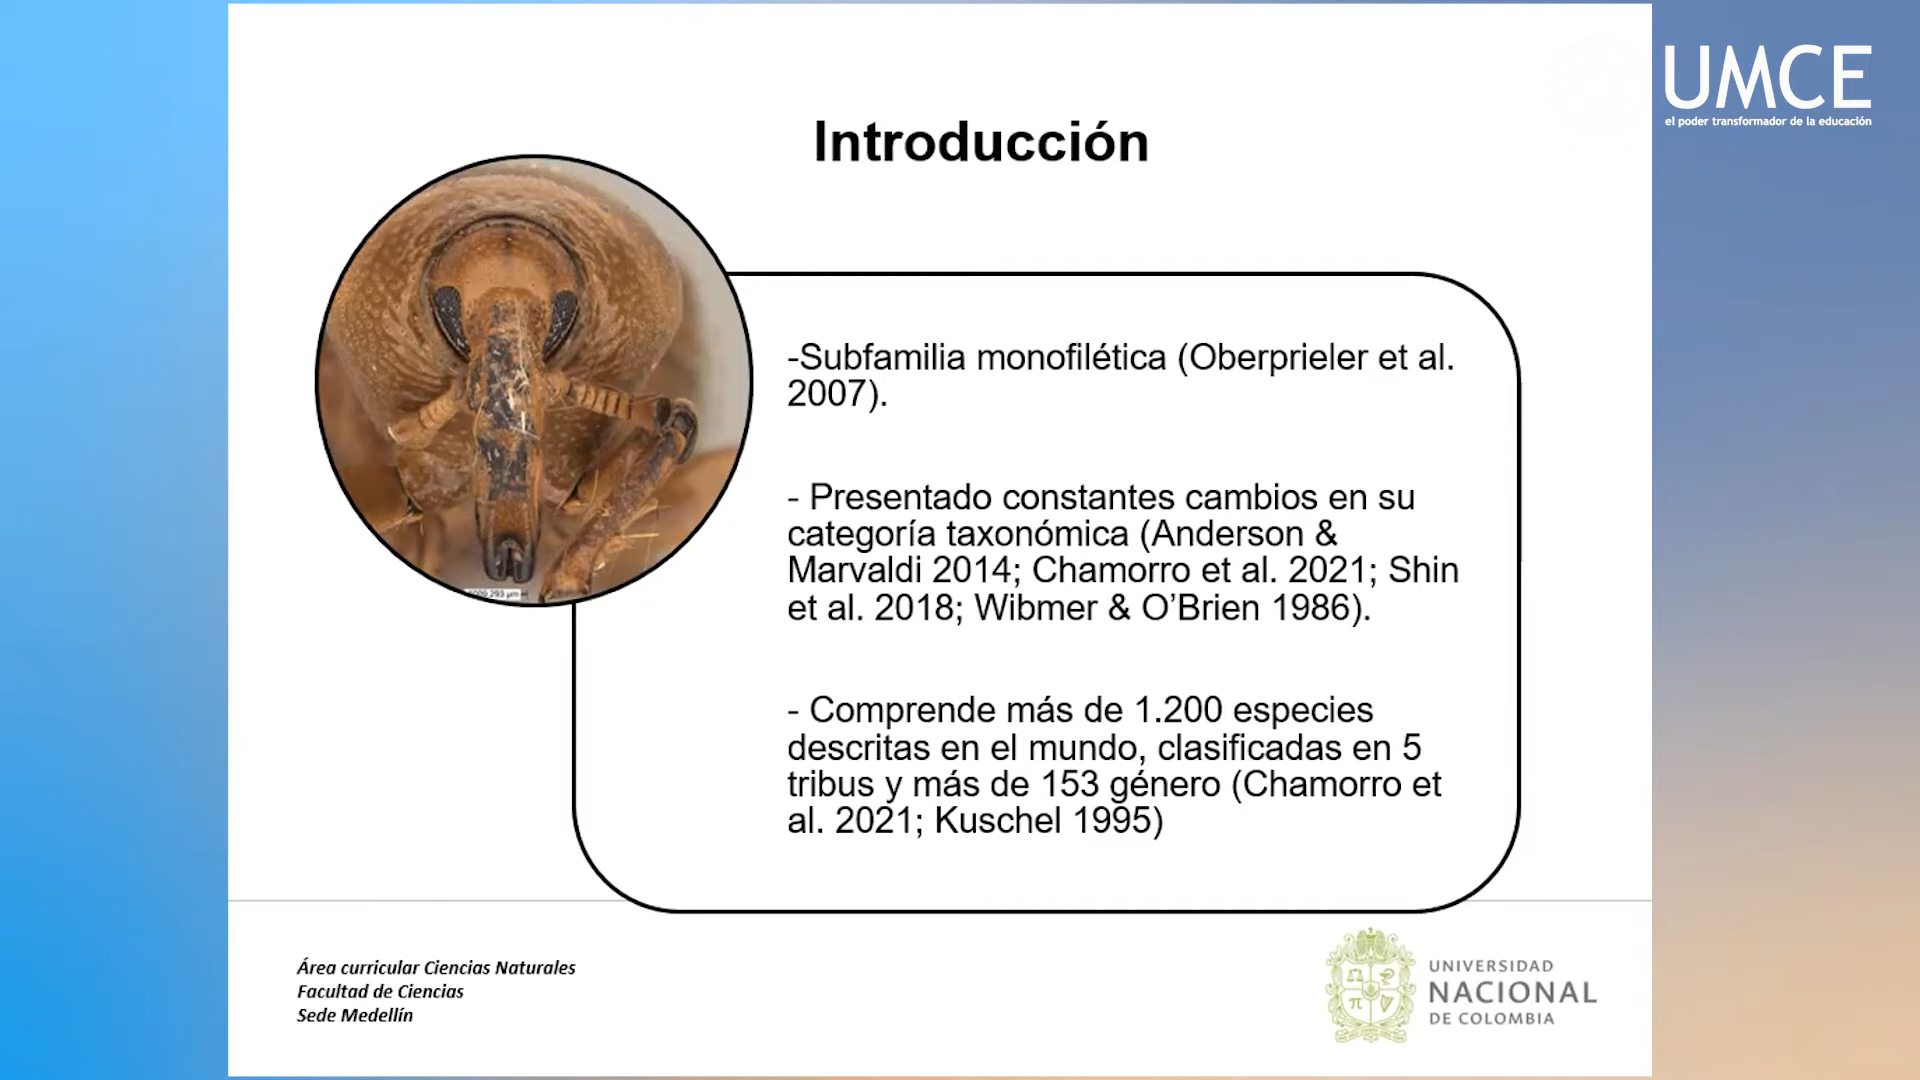 UMCE
el poder transformador de la educación
Introducción
-Subfamilia monofilética (Oberprieler et al.
2007).
- Presentado constantes cambios en su
categoría taxonómica (Anderson &
Marvaldi 2014; Chamorro et al. 2021; Shin
et al. 2018; Wibmer & O’Brien 1986).
- Comprende más de 1.200 especies
descritas en el mundo, clasificadas en 5
tribus y más de 153 género (Chamorro et
al. 2021; Kuschel 1995)
Área curricular Ciencias Naturales
Facultad de Ciencias
Sede Medellín
UNIVERSIDAD
NACIONAL
DE COLOMBIA